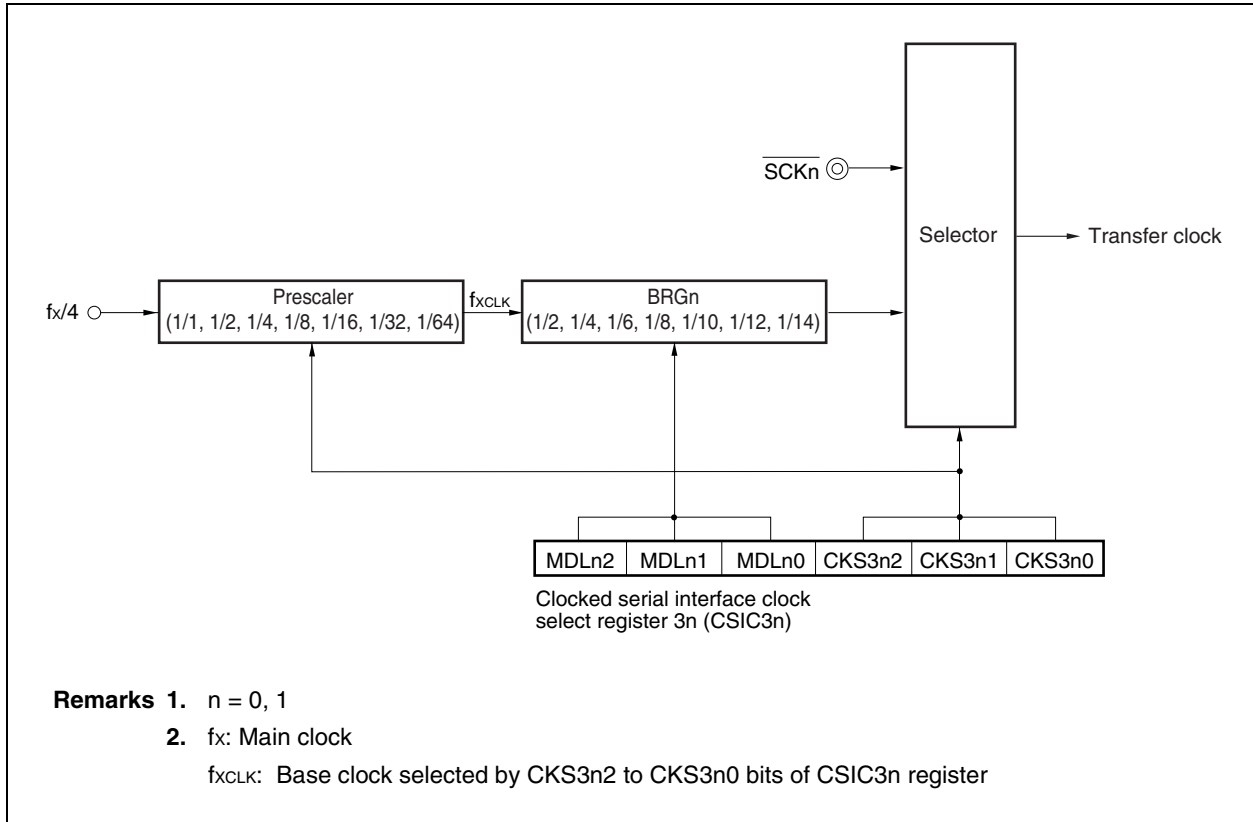 SCKn
Selector
Transfer clock
fx/4
Prescaler
(1/1, 1/2, 1/4, 1/8, 1/16, 1/32, 1/64)
fXCLK
BRGn
(1/2, 1/4, 1/6, 1/8, 1/10, 1/12, 1/14)
MDLn2 MDLn1 MDLn0 CKS3n2 CKS3n1 CKS3n0
Clocked serial interface clock
select register 3n (CSIC3n)
Remarks 1. n = 0, 1
2. fx: Main clock
fXCLK: Base clock selected by CKS3n2 to CKS3n0 bits of CSIC3n register